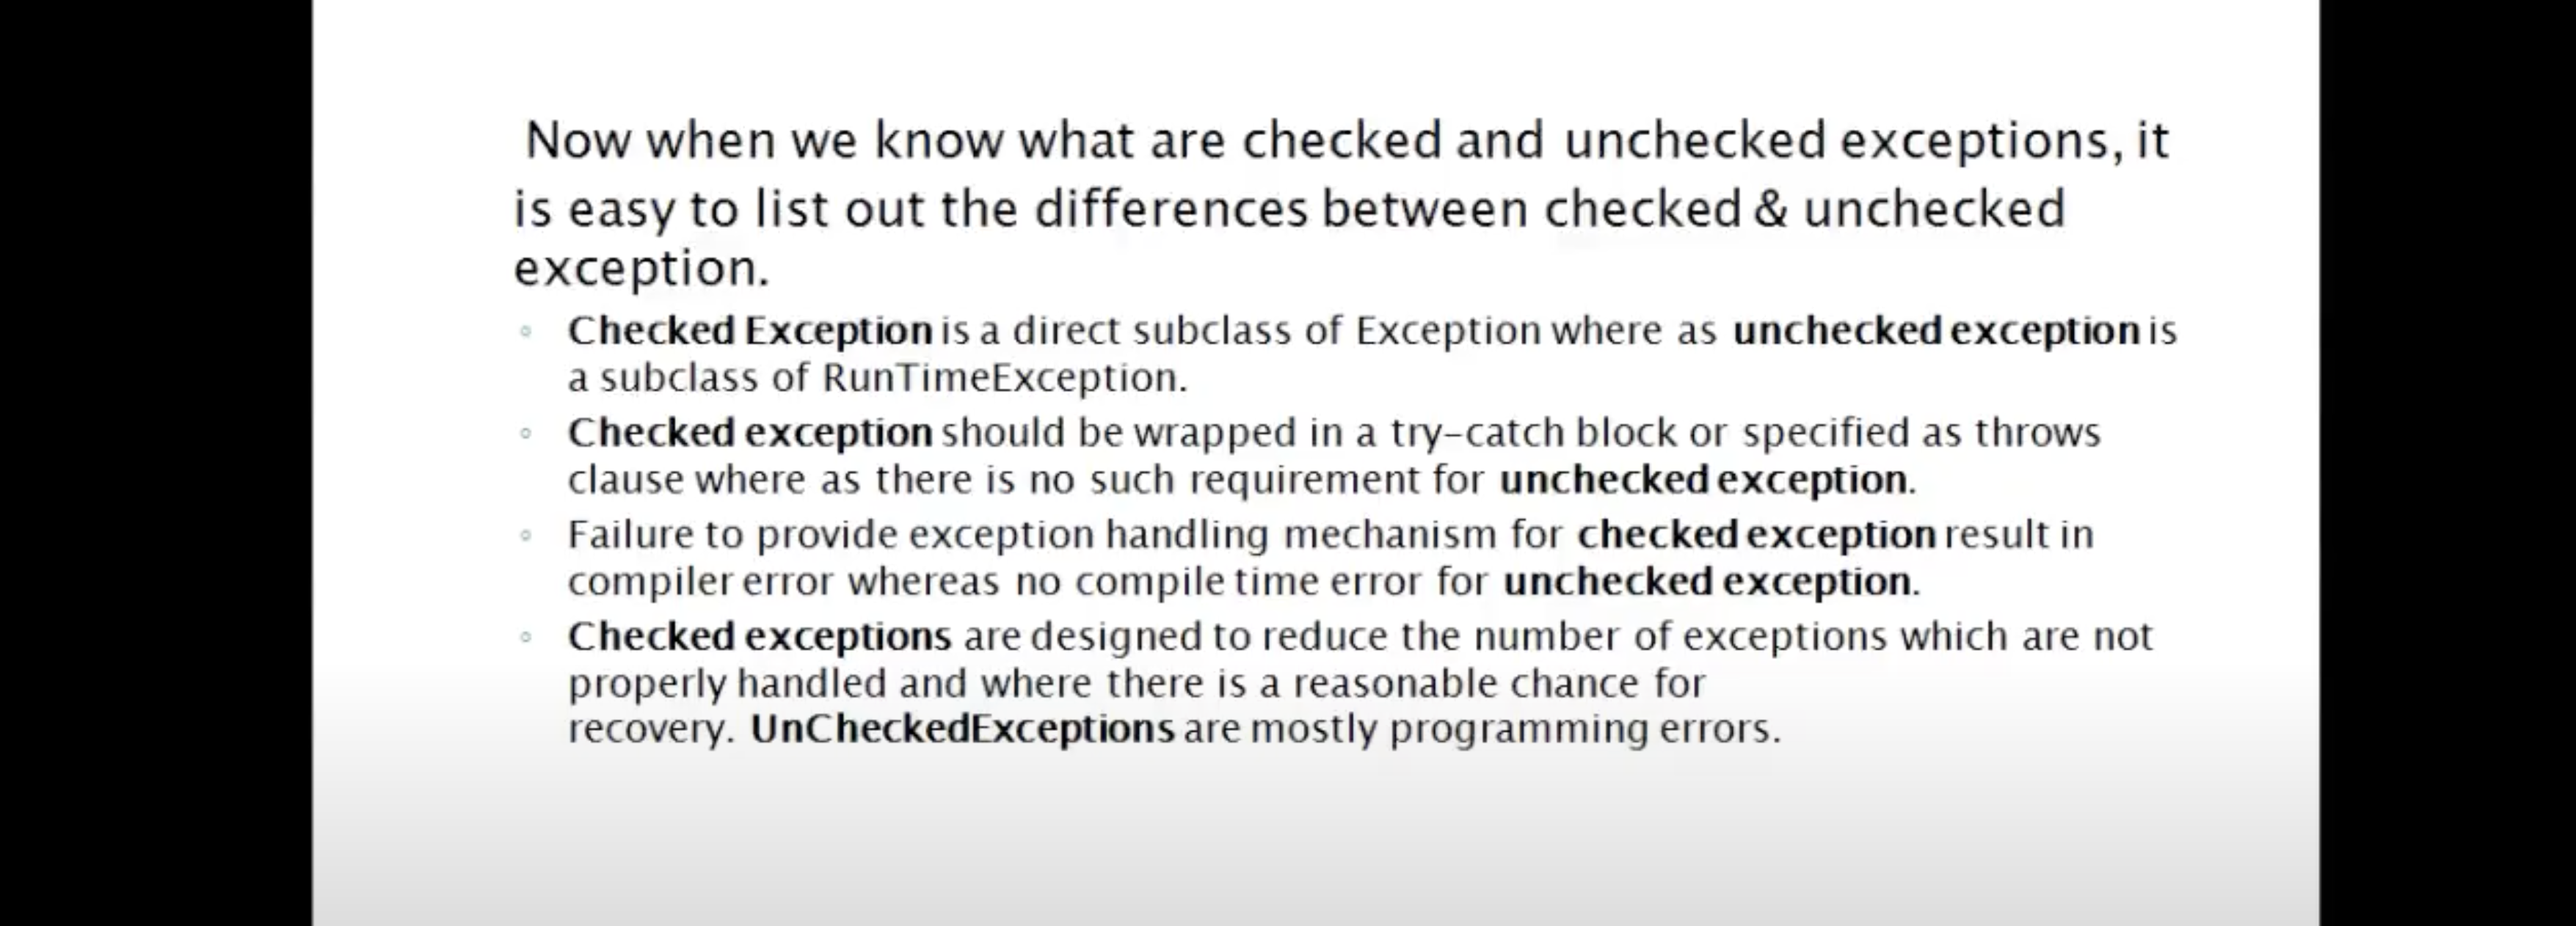 Now when we know what are checked and unchecked exceptions, it
is easy to list out the differences between checked & unchecked
exception.
◦ Checked Exception is a direct subclass of Exception where as unchecked exception is
a subclass of RunTimeException.
◦ Checked exception should be wrapped in a try-catch block or specified as throws
clause where as there is no such requirement for unchecked exception.
◦ Failure to provide exception handling mechanism for checked exception result in
compiler error whereas no compile time error for unchecked exception.
◦ Checked exceptions are designed to reduce the number of exceptions which are not
properly handled and where there is a reasonable chance for
recovery. UnCheckedExceptions are mostly programming errors.